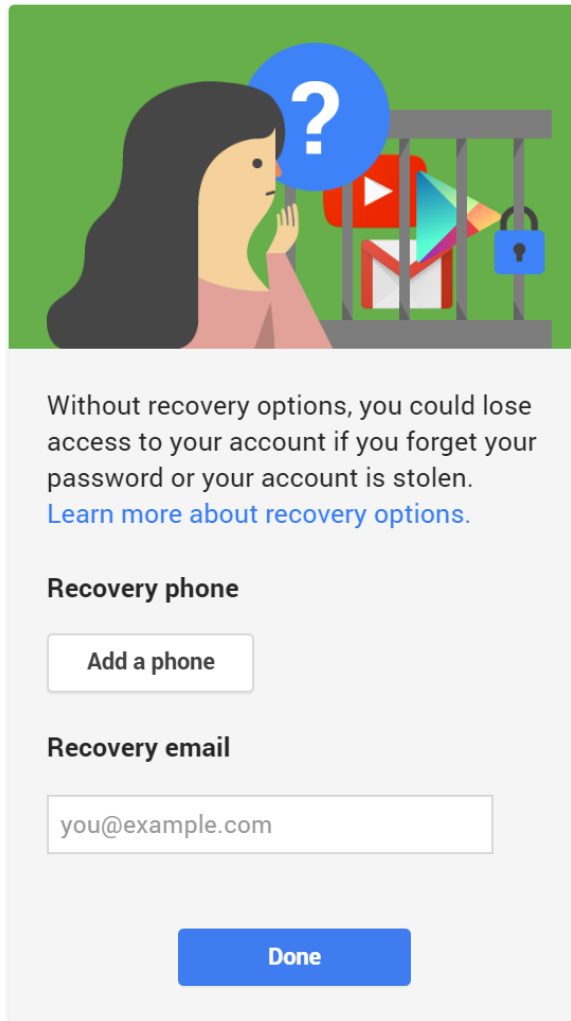 ?
Without recovery options, you could lose
access to your account if you forget your
password or your account is stolen.
Learn more about recovery options.
Recovery phone
Add a phone
Recovery email
you@example.com
Done